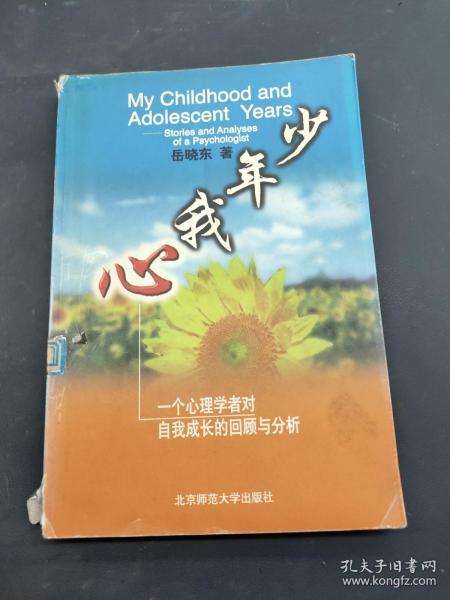 My Childhood and
Adolescent Years
——Stories and Analyses
of a Psychologist
岳晓东 著
少年我心
一个心理学者对
自我成长的回顾与分析
北京师范大学出版社
孔夫子旧书网
www.kongfz.com